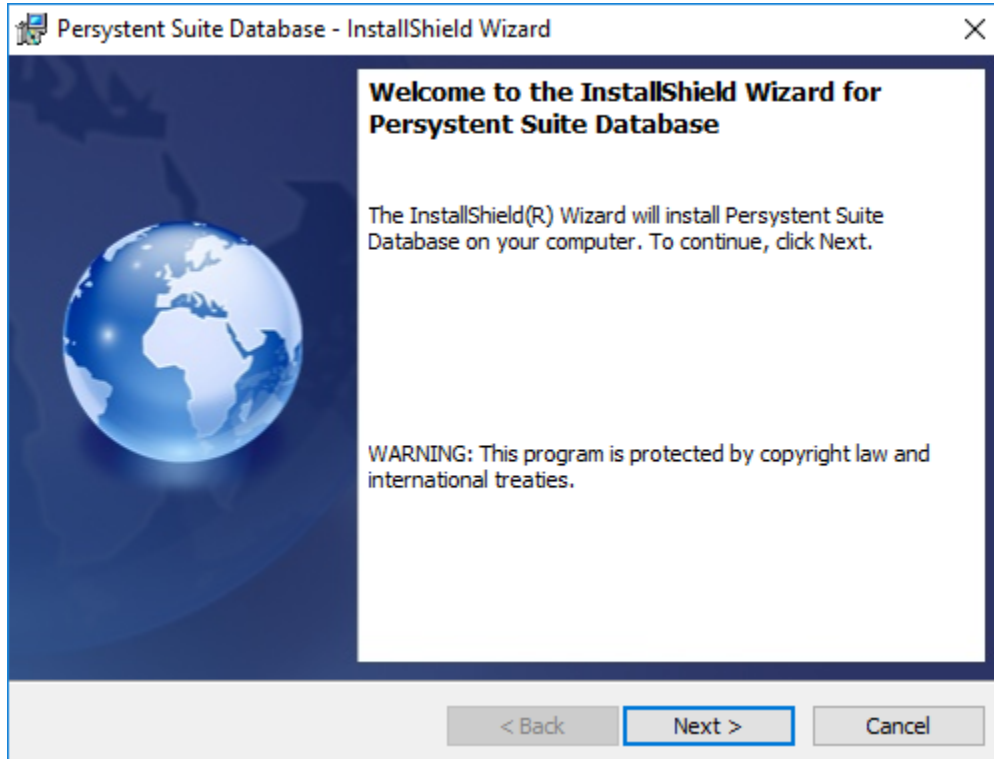 Persystent Suite Database - InstallShield Wizard
Welcome to the InstallShield Wizard for
Persystent Suite Database
The InstallShield(R) Wizard will install Persystent Suite
Database on your computer. To continue, click Next.
WARNING: This program is protected by copyright law and
international treaties.
< Back
Next >
Cancel